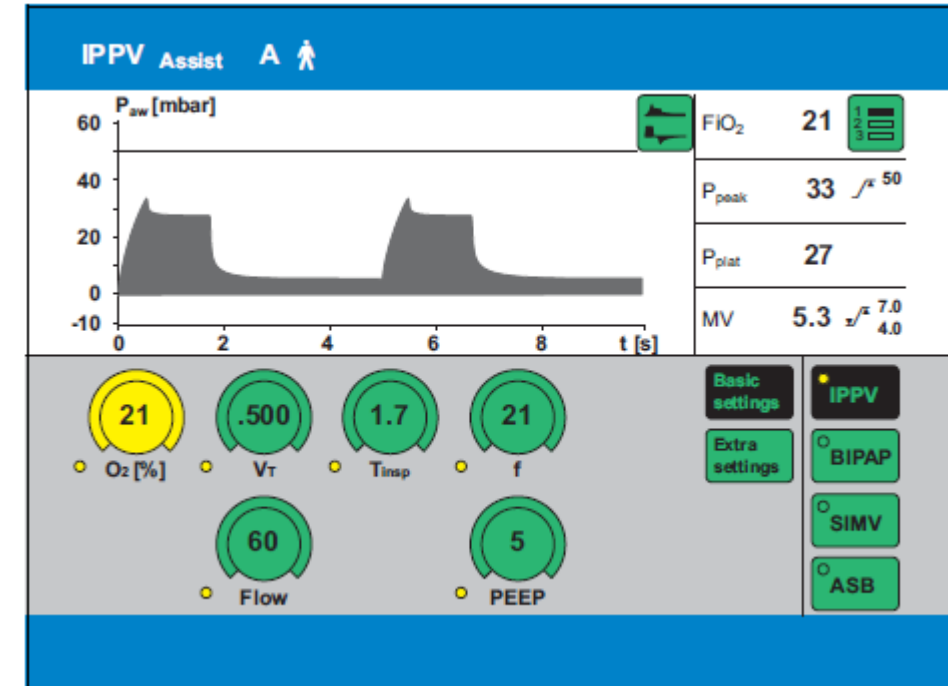 IPPV Assist A
Paw [mbar]
60
40
20
0
-10
0 2 4 6 8 t [s]
FiO2 21 1 2 3
Ppeak 33 50
Pplat 27
MV 5.3 7.0 4.0
21 .500 1.7 21
O2 [%] VT Tinsp f
60 5
Flow PEEP
Basic
settings
Extra
settings
IPPV
BIPAP
SIMV
ASB